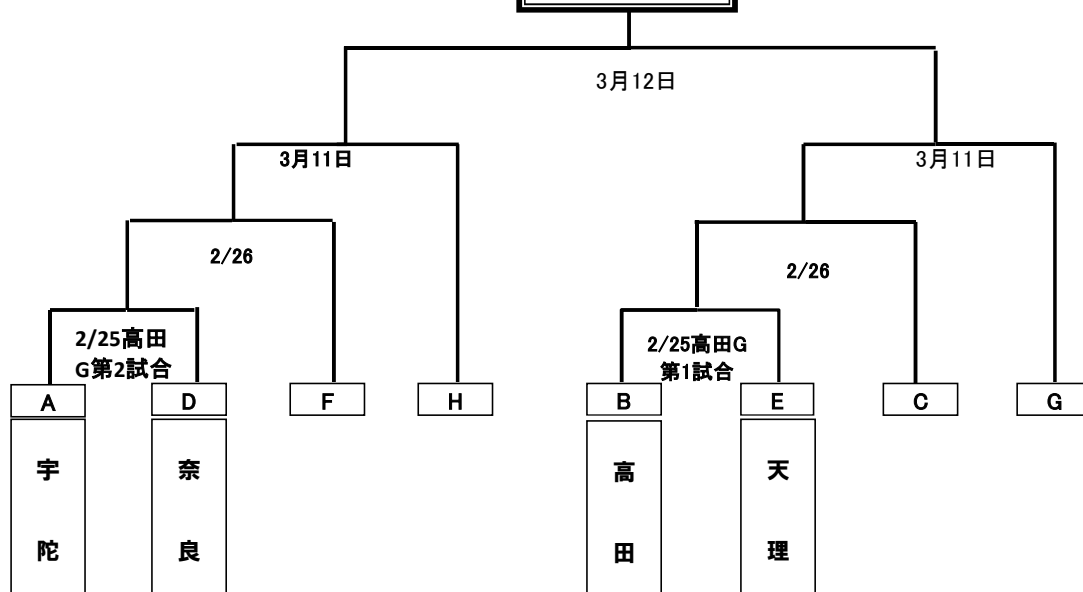 3月12日
3月11日
3月11日
2/26
2/26
2/25高田
G第2試合
2/25高田G
第1試合
A
D
F
H
B
E
C
G
宇陀
奈良
高田
天理